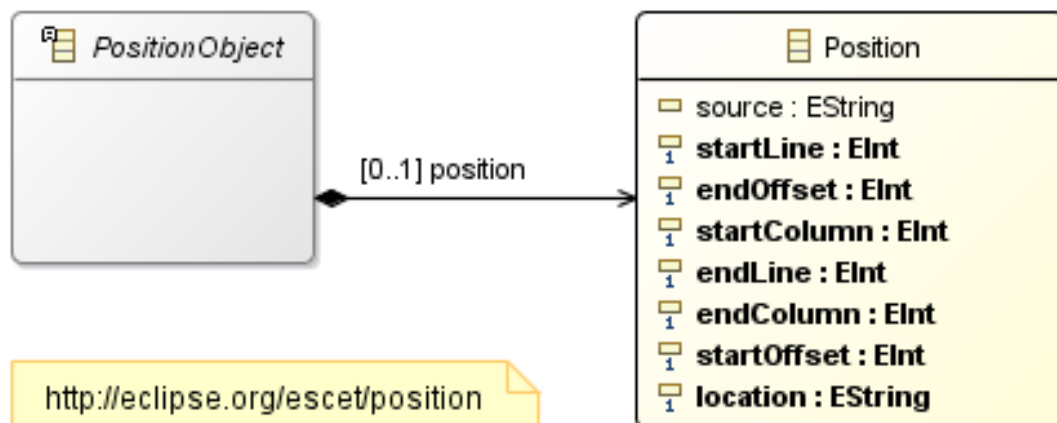 PositionObject
[0..1] position
Position
source : EString
startLine : EInt
endOffset : EInt
startColumn : EInt
endLine : EInt
endColumn : EInt
startOffset : EInt
location : EString
http://eclipse.org/escet/position